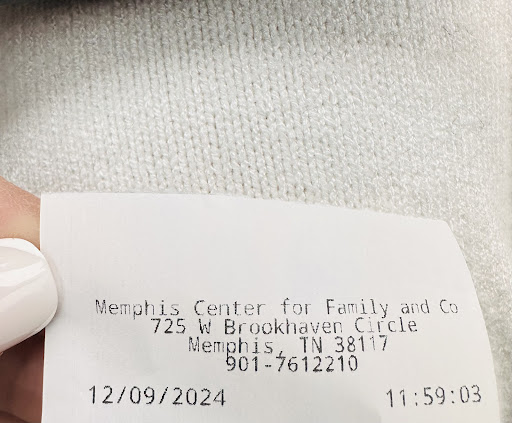 Memphis Center for Family and Co
725 W Brookhaven Circle
Memphis, TN 38117
901-7612210
12/09/2024 11:59:03